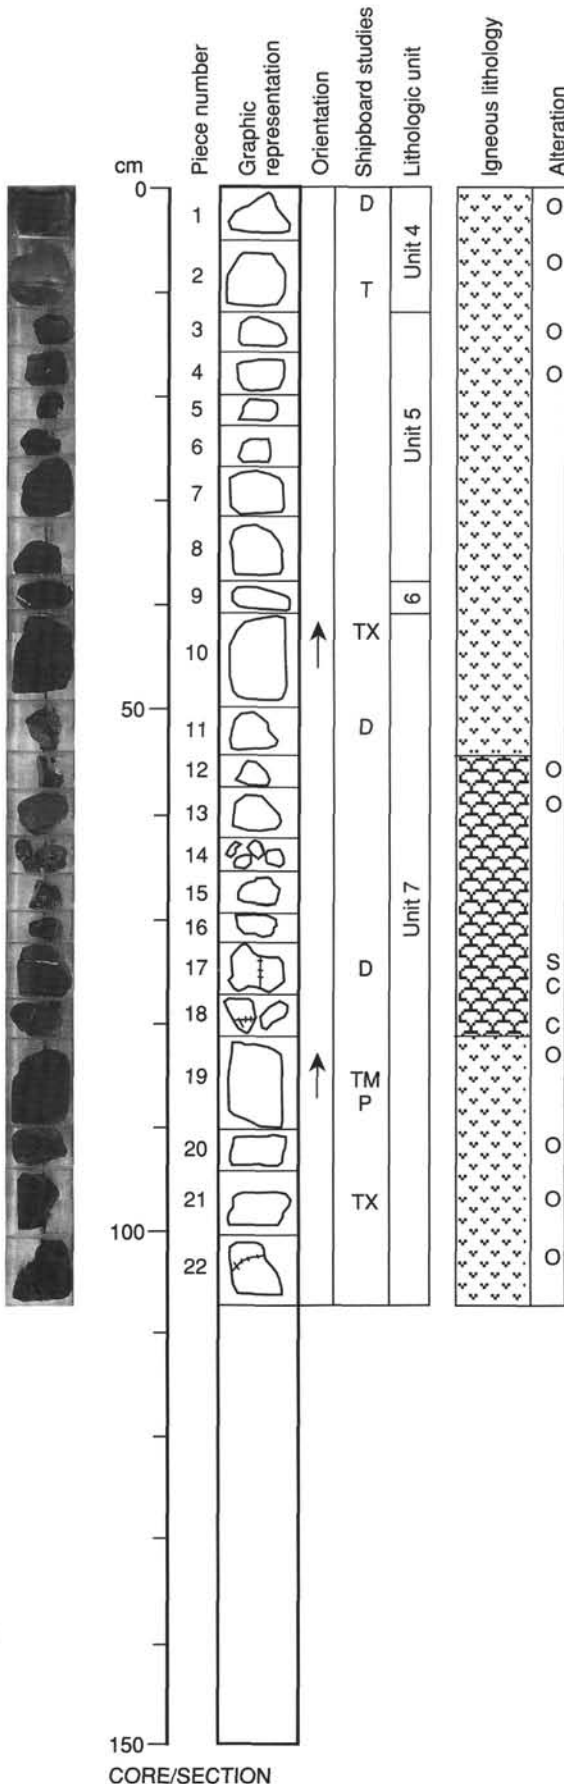 cm
Piece number
Graphic representation
Orientation
Shipboard studies
Lithologic unit
Igneous lithology
Alteration
0
1 D Unit 4 O
2 T O
3 Unit 5 O
4 O
5
6
7
8
9 6
10 TX Unit 7
50
11 D
12 O
13 O
14
15
16
17 D S
C
18 C
19 TM O
P
20 O
21 TX O
100
22 O
150
CORE/SECTION